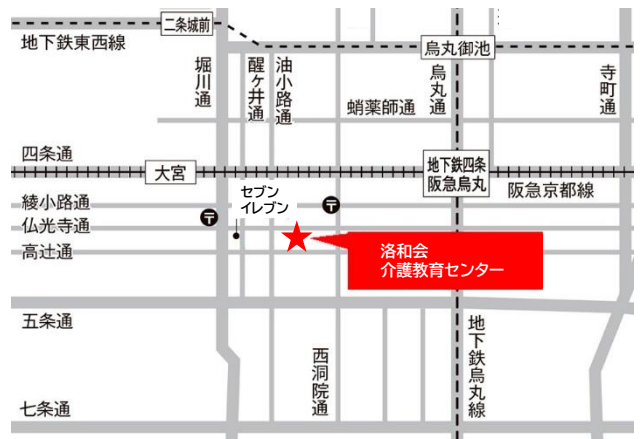 二条城前
地下鉄東西線
烏丸御池
堀川通
醒ヶ井通
油小路通
烏丸通
寺町通
蛸薬師通
四条通
大宮
地下鉄四条
阪急烏丸
阪急京都線
セブン
イレブン
綾小路通
仏光寺通
高辻通
洛和会
介護教育センター
五条通
西洞院通
地下鉄烏丸線
七条通